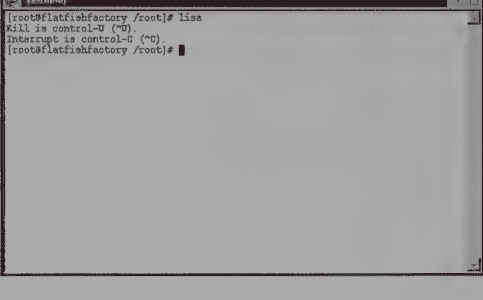 [root@flatfishfactory /root]# lisa
Kill is control-U (^U).
Interrupt is control-C (^C).
[root@flatfishfactory /root]#